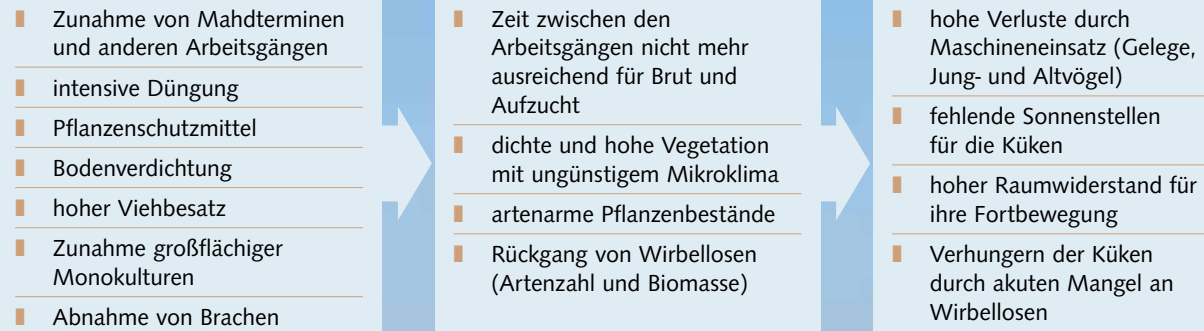 Zunahme von Mahdterminen
und anderen Arbeitsgängen
intensive Düngung
Pflanzenschutzmittel
Bodenverdichtung
hoher Viehbesatz
Zunahme großflächiger
Monokulturen
Abnahme von Brachen
Zeit zwischen den
Arbeitsgängen nicht mehr
ausreichend für Brut und
Aufzucht
dichte und hohe Vegetation
mit ungünstigem Mikroklima
artenarme Pflanzenbestände
Rückgang von Wirbellosen
(Artenzahl und Biomasse)
hohe Verluste durch
Maschineneinsatz (Gelege,
Jung- und Altvögel)
fehlende Sonnenstellen
für die Küken
hoher Raumwiderstand für
ihre Fortbewegung
Verhungern der Küken
durch akuten Mangel an
Wirbellosen